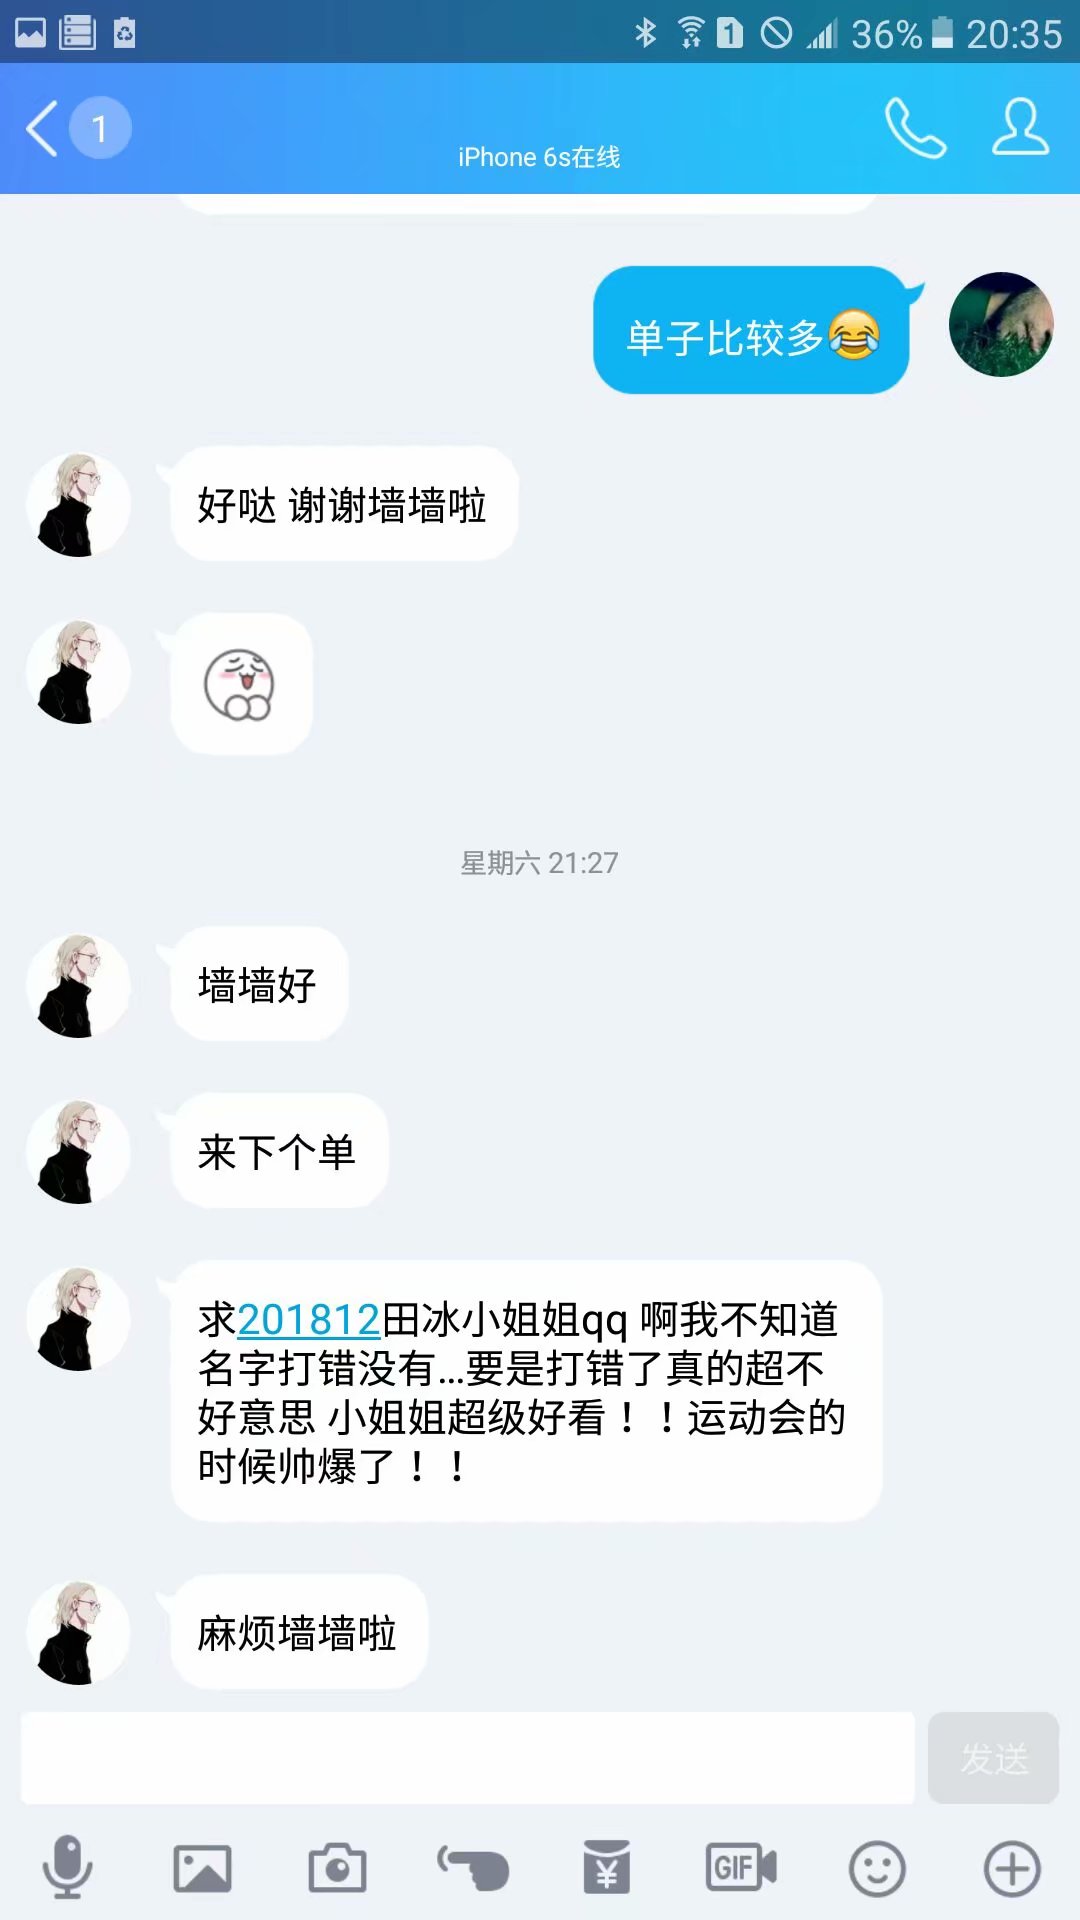 1 36% 20:35
1
iPhone 6s在线
单子比较多😂
好哒 谢谢墙墙啦
星期六 21:27
墙墙好
来下个单
求201812田冰小姐姐qq 啊我不知道
名字打错没有...要是打错了真的超不
好意思 小姐姐超级好看！！运动会的
时候帅爆了！！
麻烦墙墙啦
发送
¥
GIF